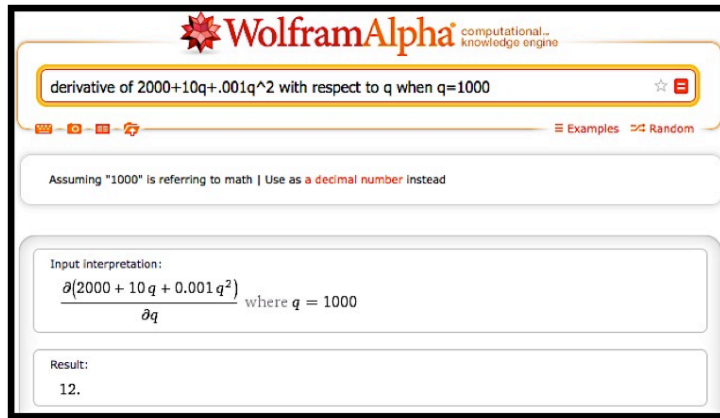 WolframAlpha computational...
knowledge engine
derivative of 2000+10q+.001q^2 with respect to q when q=1000
Examples Random
Assuming "1000" is referring to math | Use as a decimal number instead
Input interpretation:
∂(2000 + 10 q + 0.001 q²)
∂q
where q = 1000
Result:
12.